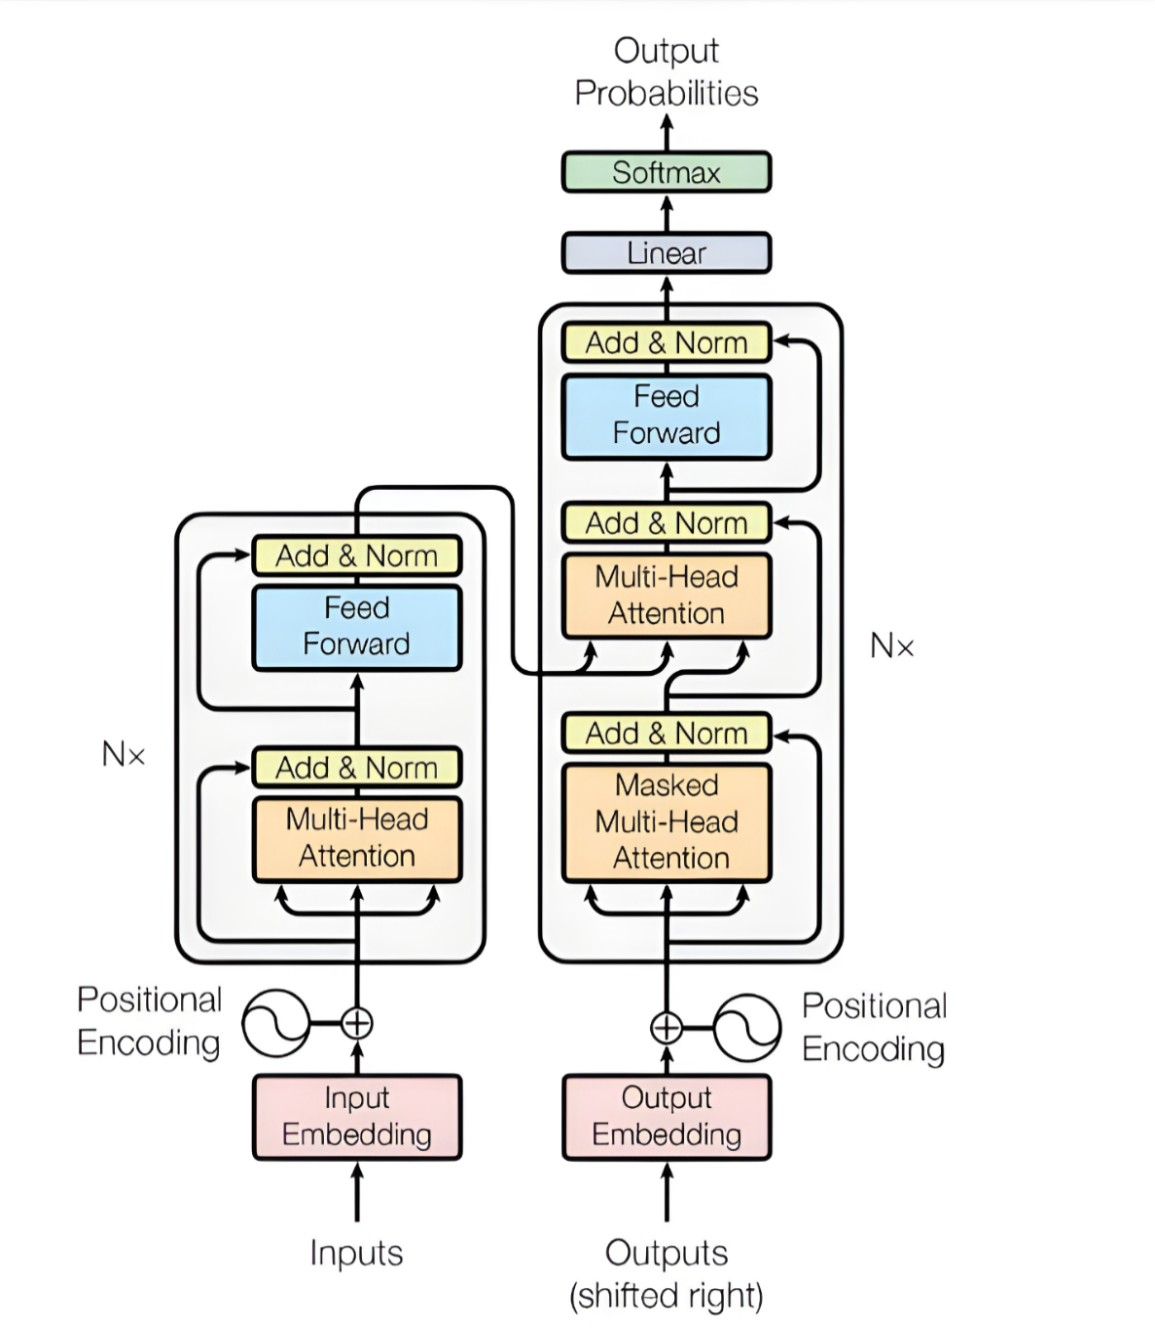 Output
Probabilities
Softmax
Linear
Add & Norm
Feed
Forward
Add & Norm
Multi-Head
Attention
Nx
Add & Norm
Masked
Multi-Head
Attention
Add & Norm
Feed
Forward
Nx
Add & Norm
Multi-Head
Attention
Positional
Encoding
Positional
Encoding
Input
Embedding
Output
Embedding
Inputs
Outputs
(shifted right)